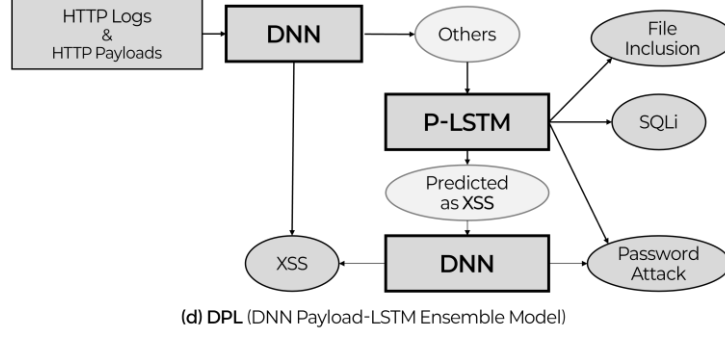 HTTP Logs
&
HTTP Payloads
DNN
Others
File
Inclusion
P-LSTM
SQLi
Predicted
as XSS
XSS
DNN
Password
Attack
(d) DPL (DNN Payload-LSTM Ensemble Model)